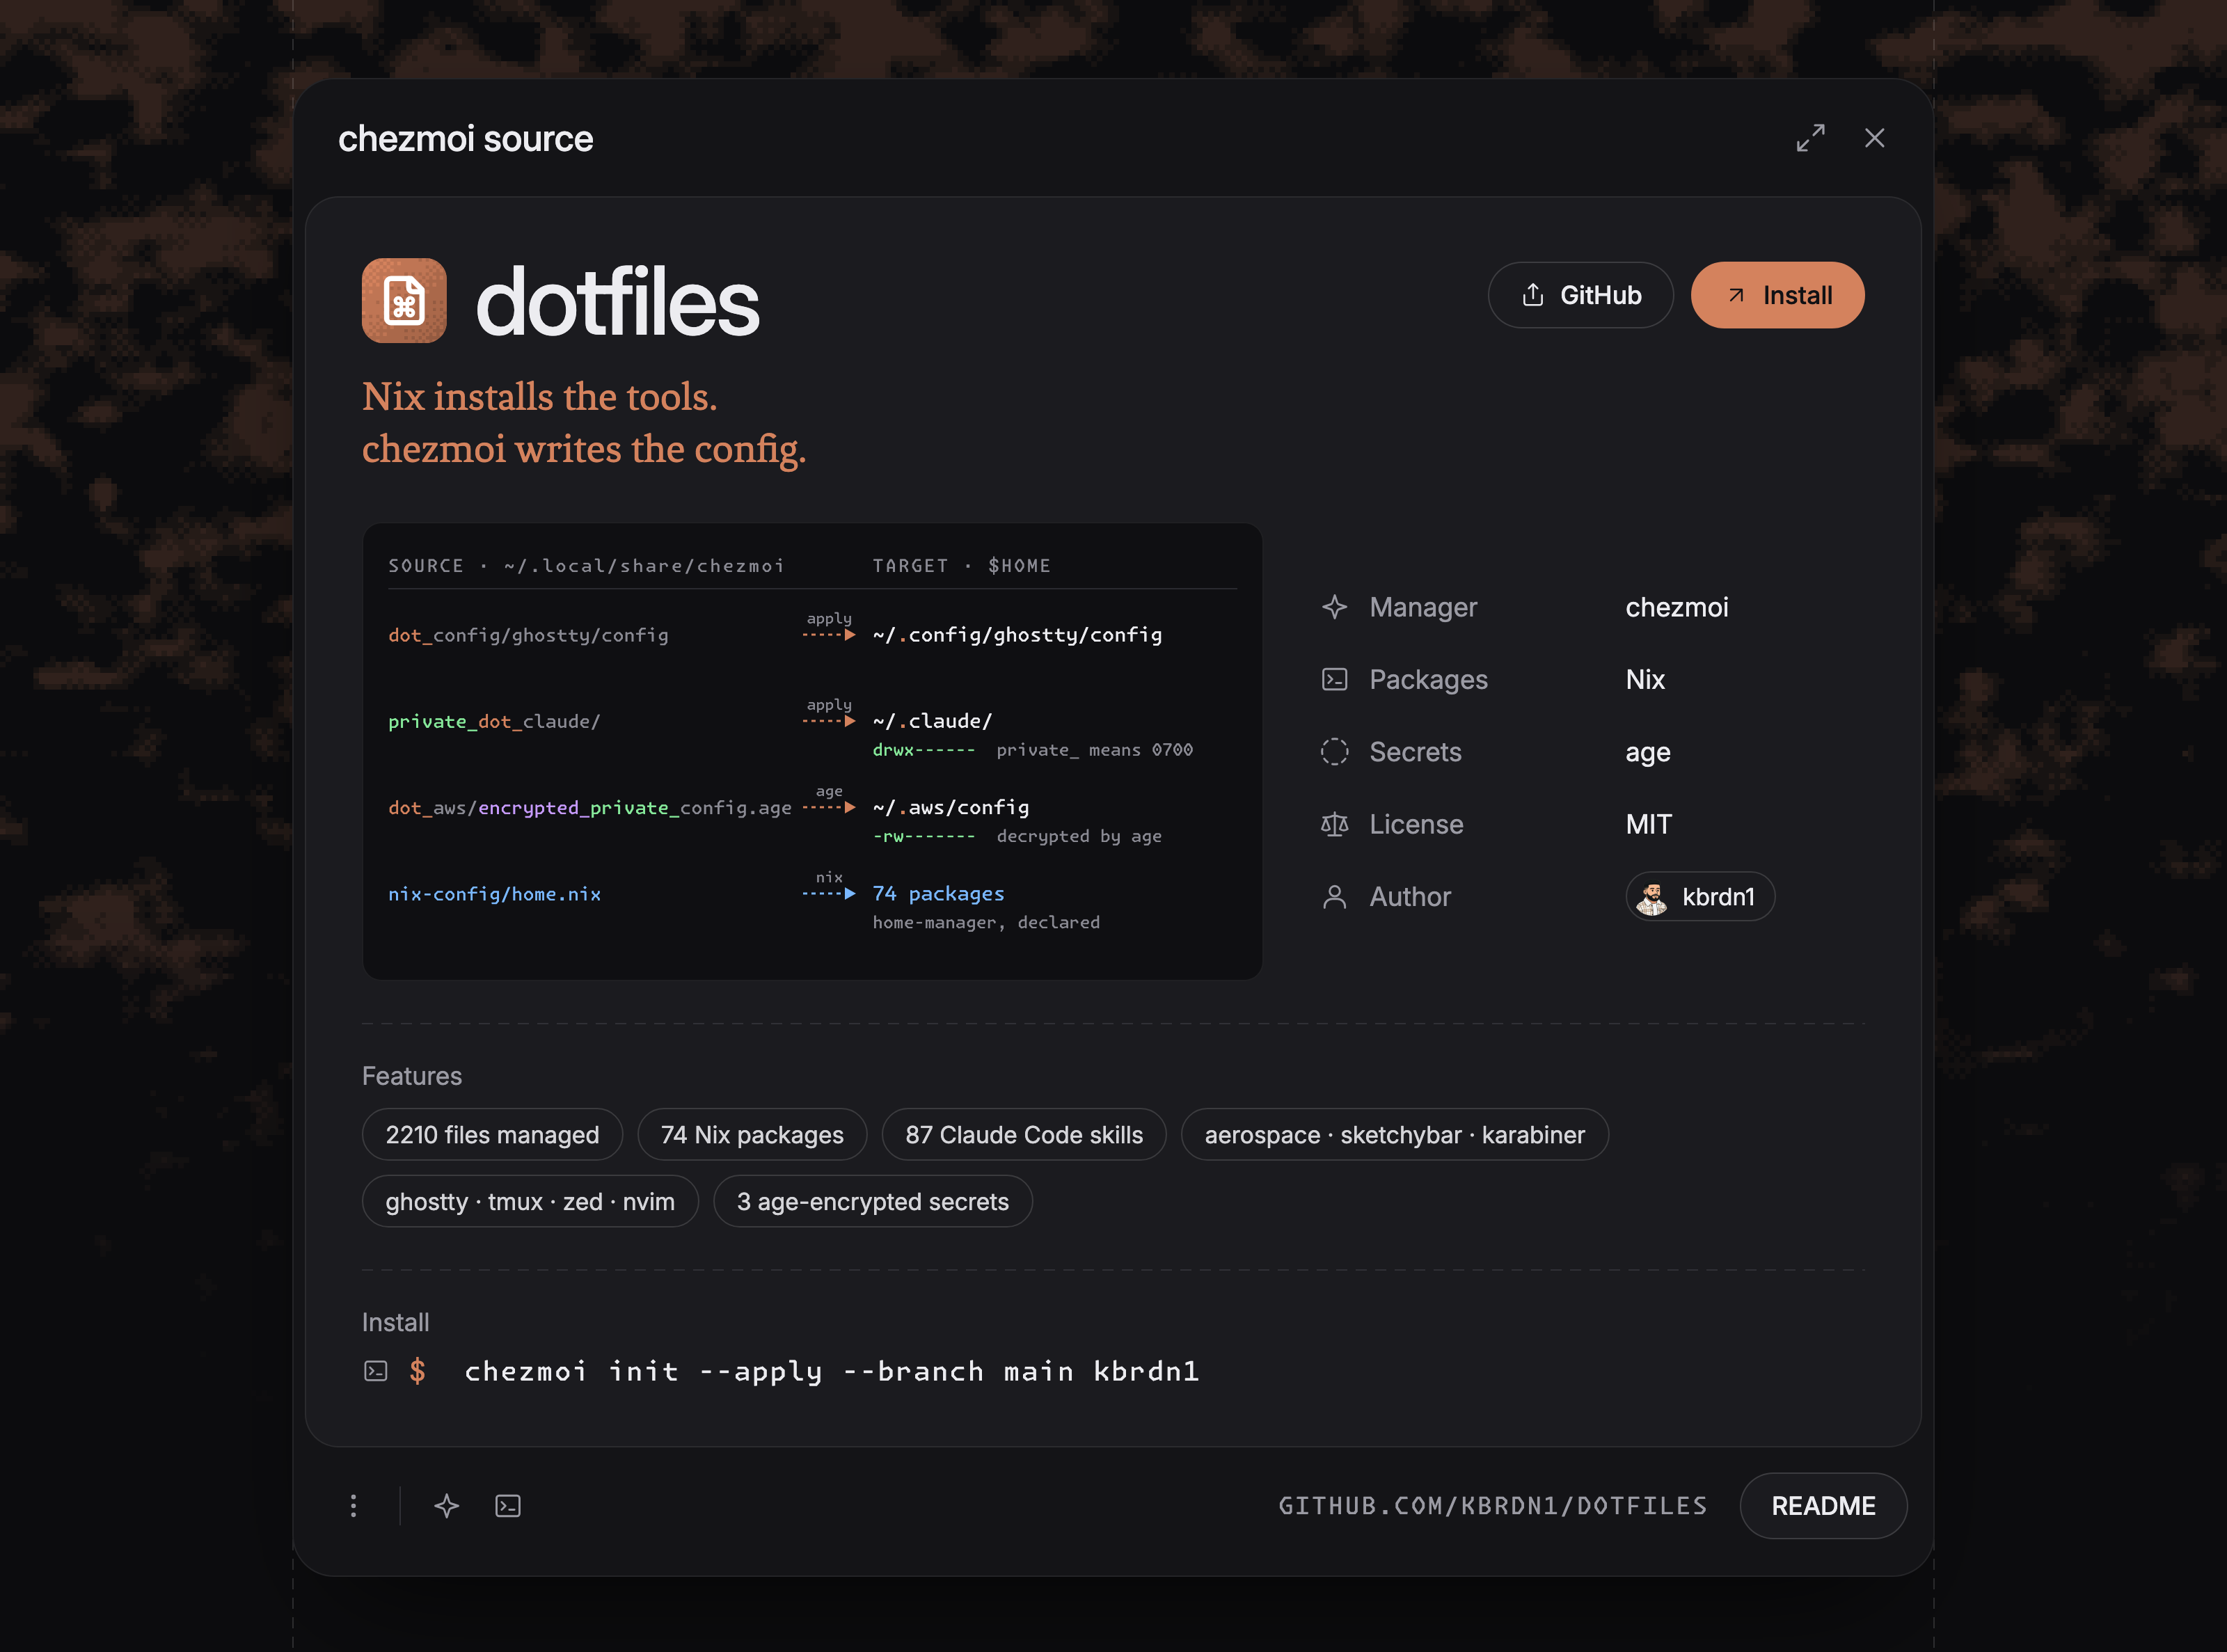 chezmoi source
dotfiles
GitHub
Install
Nix installs the tools.
chezmoi writes the config.
SOURCE · ~/.local/share/chezmoi
TARGET · $HOME
apply
dot_config/ghostty/config
~/.config/ghostty/config
apply
private_dot_claude/
~/.claude/
drwx------ private_ means 0700
age
dot_aws/encrypted_private_config.age
~/.aws/config
-rw------- decrypted by age
nix
nix-config/home.nix
74 packages
home-manager, declared
Manager
chezmoi
Packages
Nix
Secrets
age
License
MIT
Author
kbrdn1
Features
2210 files managed
74 Nix packages
87 Claude Code skills
aerospace · sketchybar · karabiner
ghostty · tmux · zed · nvim
3 age-encrypted secrets
Install
$ chezmoi init --apply --branch main kbrdn1
GITHUB.COM/KBRDN1/DOTFILES
README